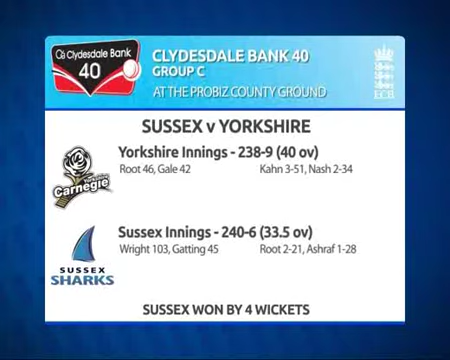 Clydesdale Bank
40
CLYDESDALE BANK 40
GROUP C
AT THE PROBIZ COUNTY GROUND
ECB
SUSSEX v YORKSHIRE
Yorkshire Innings - 238-9 (40 ov)
Root 46, Gale 42 Kahn 3-51, Nash 2-34
Yorkshire
Carnegie
Sussex Innings - 240-6 (33.5 ov)
Wright 103, Gatting 45 Root 2-21, Ashraf 1-28
SUSSEX
SHARKS
SUSSEX WON BY 4 WICKETS